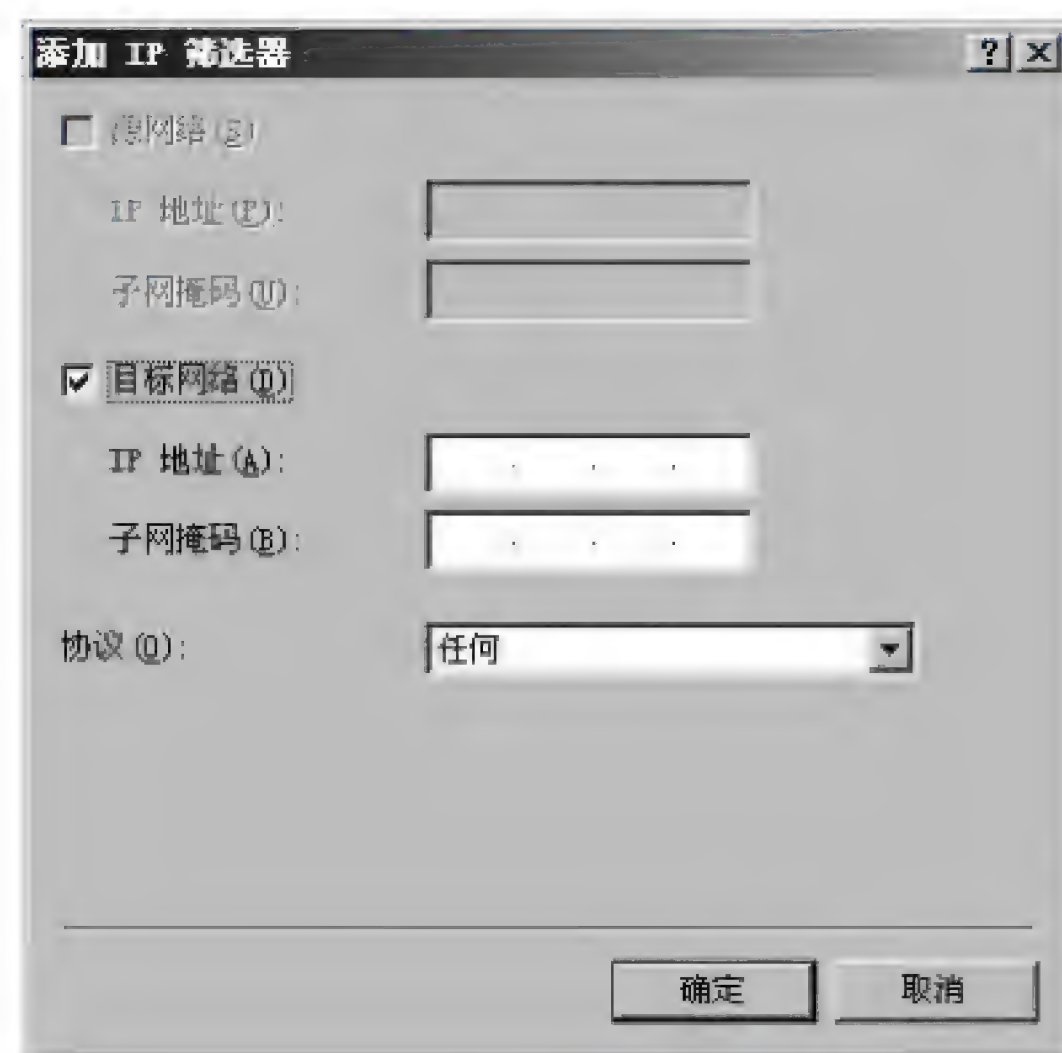 添加 IP 筛选器
源网络(S)
IP 地址(P):
子网掩码(U):
目标网络(D)
IP 地址(A):
. . .
子网掩码(B):
. . .
协议(O): 任何
确定 取消